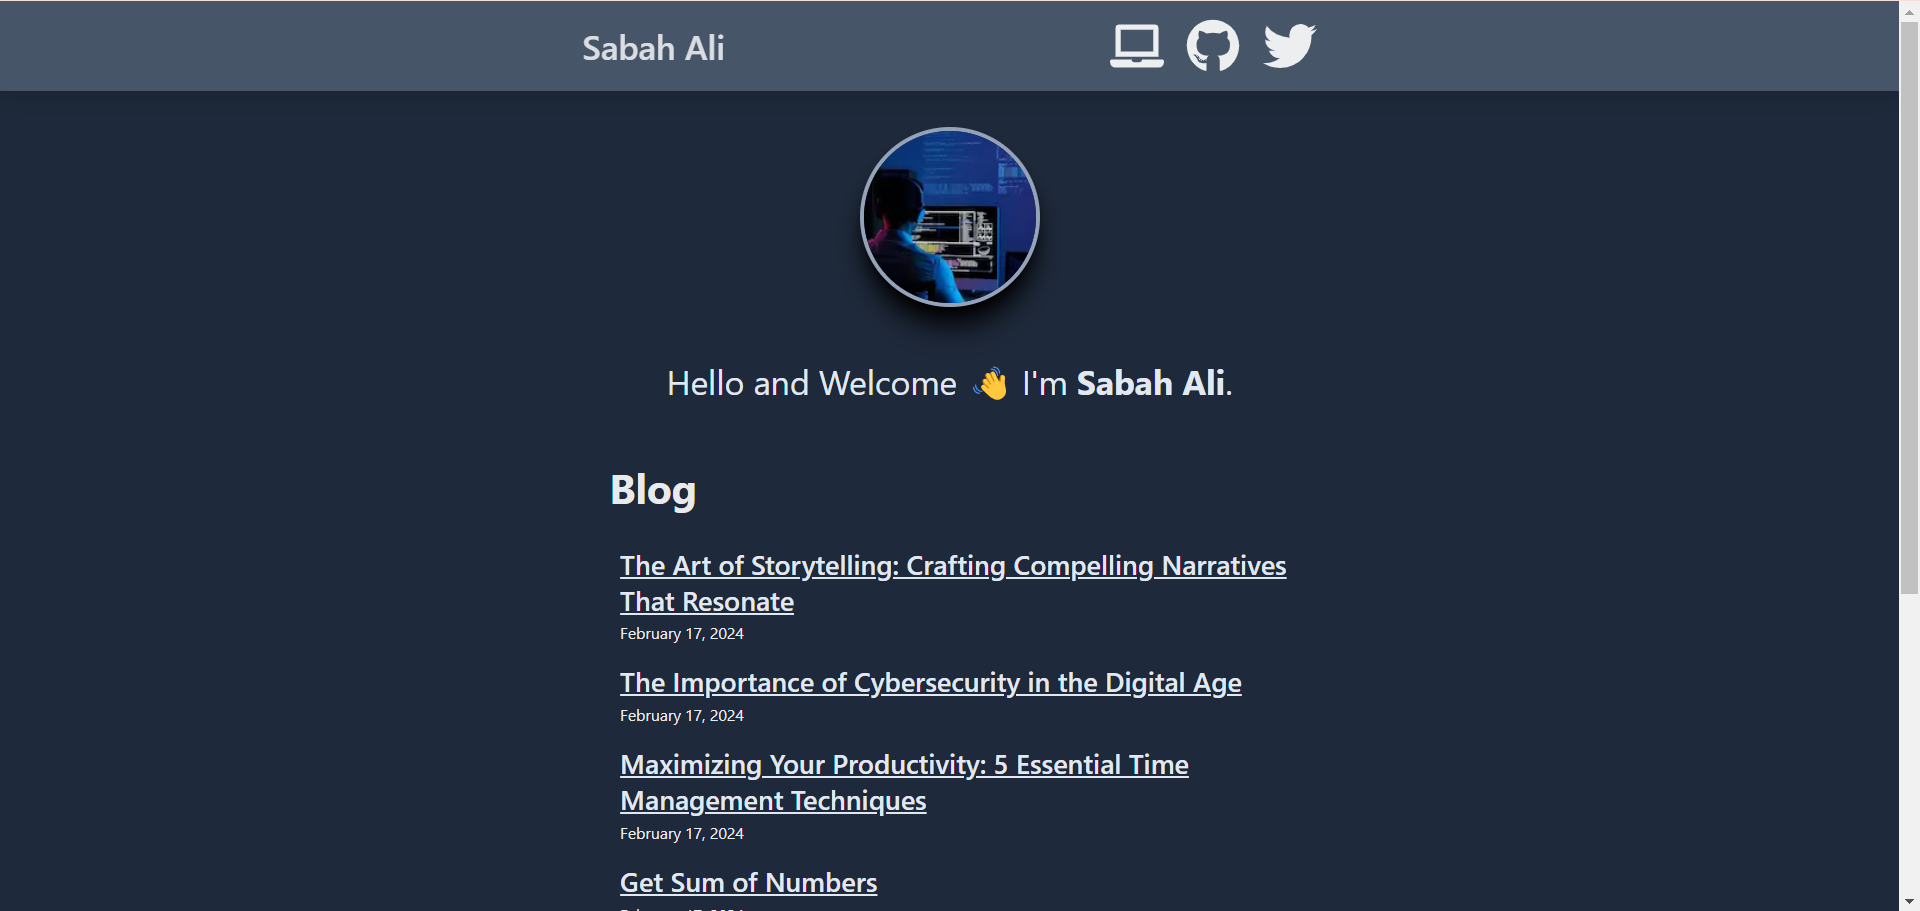 Sabah Ali
Hello and Welcome 👋 I'm Sabah Ali.
Blog
The Art of Storytelling: Crafting Compelling Narratives
That Resonate
February 17, 2024
The Importance of Cybersecurity in the Digital Age
February 17, 2024
Maximizing Your Productivity: 5 Essential Time
Management Techniques
February 17, 2024
Get Sum of Numbers